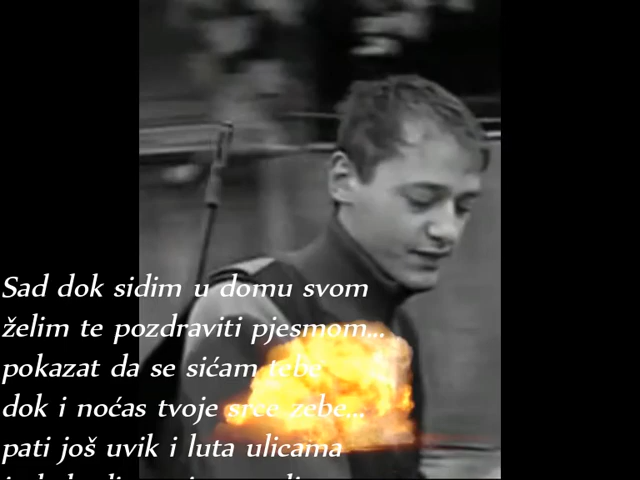 Sad dok sidim u domu svom
želim te pozdraviti pjesmom...
pokazat da se sićam tebe
dok i noćas tvoje srce zebe...
pati još uvik i luta ulicama